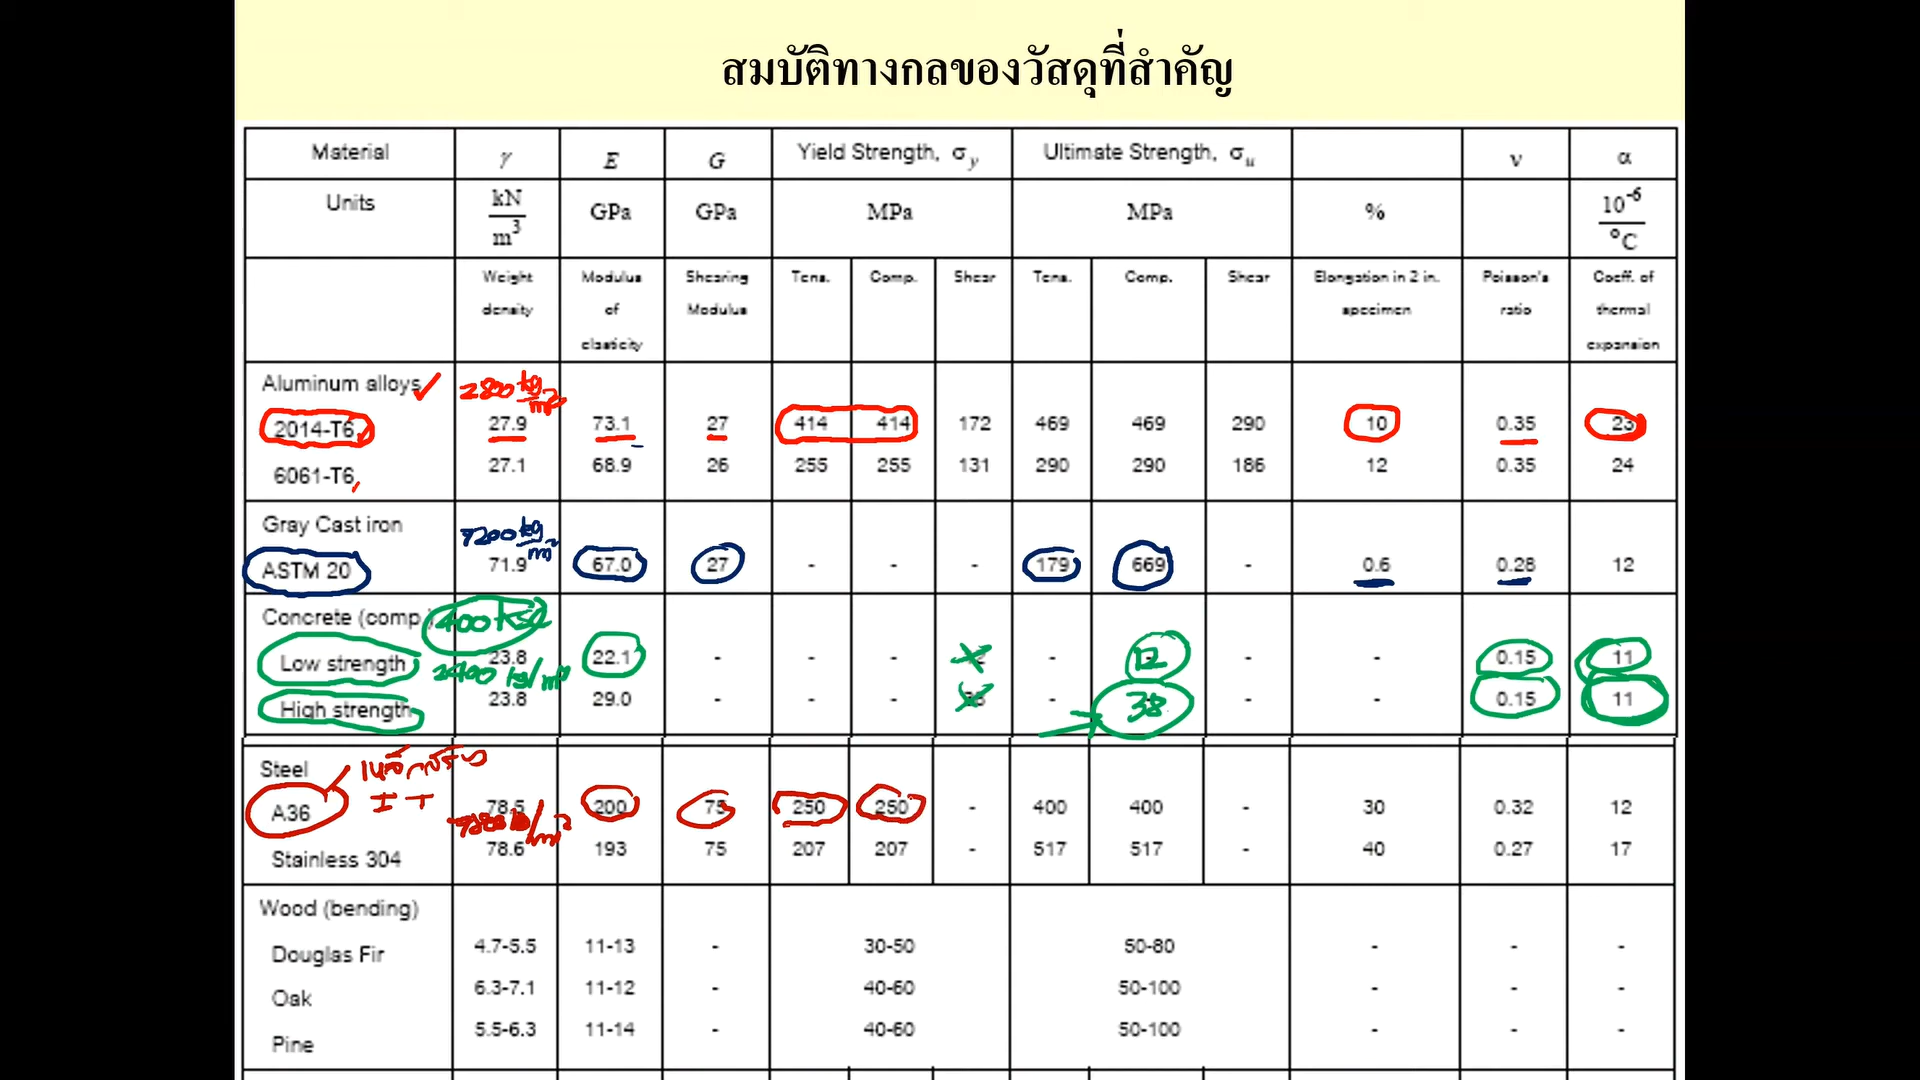 สมบัติทางกลของวัสดุที่สำคัญ
Material γ E G Yield Strength, σy Ultimate Strength, σu ν α
Units kN/m³ GPa GPa MPa MPa % 10⁻⁶/°C
Weight density Modulus of elasticity Shearing Modulus Tens. Comp. Shear Tens. Comp. Shear Elongation in 2 in. specimen Poisson's ratio Coeff. of thermal expansion
Aluminum alloys 2800 kg/m³
2014-T6 27.9 73.1 27 414 414 172 469 469 290 10 0.35 23
6061-T6 27.1 68.9 26 255 255 131 290 290 186 12 0.35 24
Gray Cast iron 7200 kg/m³
ASTM 20 71.9 67.0 27 - - - 179 669 - 0.6 0.28 12
Concrete (comp.) 400 ksc
Low strength 23.8 22.1 - - - - 12 - - 0.15 11
2400 kg/m³
High strength 23.8 29.0 - - - - 38 - - 0.15 11
Steel
A36 78.5 200 75 250 250 - 400 400 - 30 0.32 12
Stainless 304 78.6 193 75 207 207 - 517 517 - 40 0.27 17
Wood (bending)
Douglas Fir 4.7-5.5 11-13 - 30-50 50-80 - - -
Oak 6.3-7.1 11-12 - 40-60 50-100 - - -
Pine 5.5-6.3 11-14 - 40-60 50-100 - - -